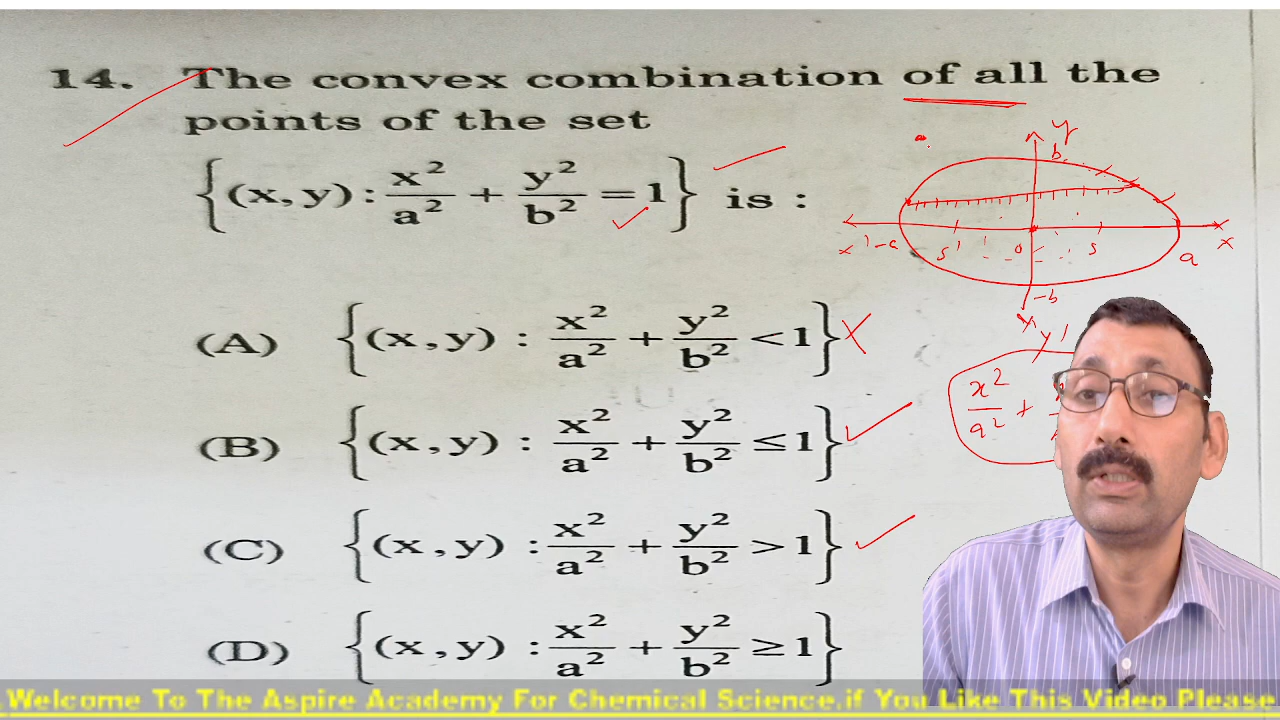 14. The convex combination of all the
points of the set
{(x, y) : x²/a² + y²/b² = 1} is :
(A) {(x, y) : x²/a² + y²/b² < 1}
(B) {(x, y) : x²/a² + y²/b² ≤ 1}
(C) {(x, y) : x²/a² + y²/b² > 1}
(D) {(x, y) : x²/a² + y²/b² ≥ 1}
y
b
x' -a s' o s a x
-b
y'
x²/a² +
.Welcome To The Aspire Academy For Chemical Science.if You Like This Video Please